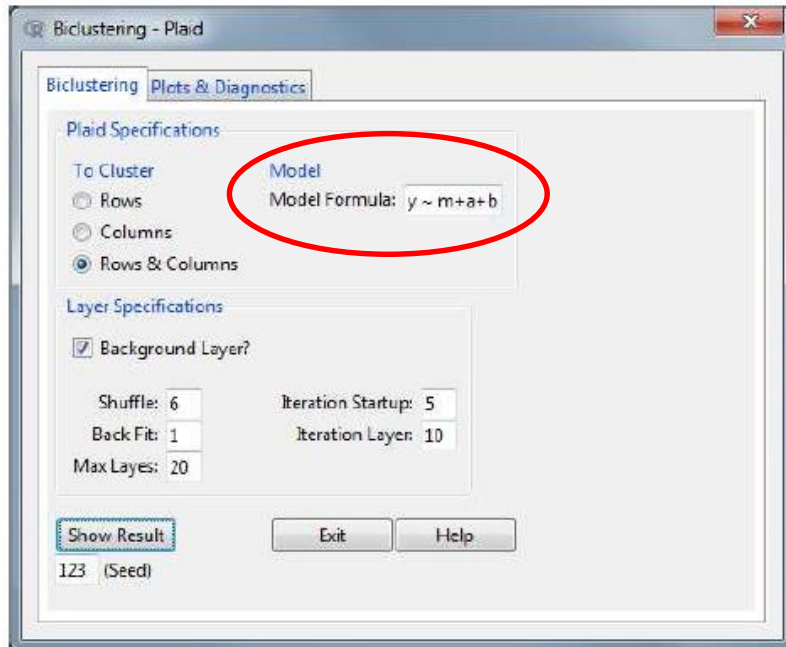 Biclustering - Plaid
Biclustering Plots & Diagnostics
Plaid Specifications
To Cluster
Rows
Columns
Rows & Columns
Model
Model Formula: y ~ m+a+b
Layer Specifications
Background Layer?
Shuffle: 6
Iteration Startup: 5
Back Fit: 1
Iteration Layer: 10
Max Layes: 20
Show Result
Exit
Help
123 (Seed)